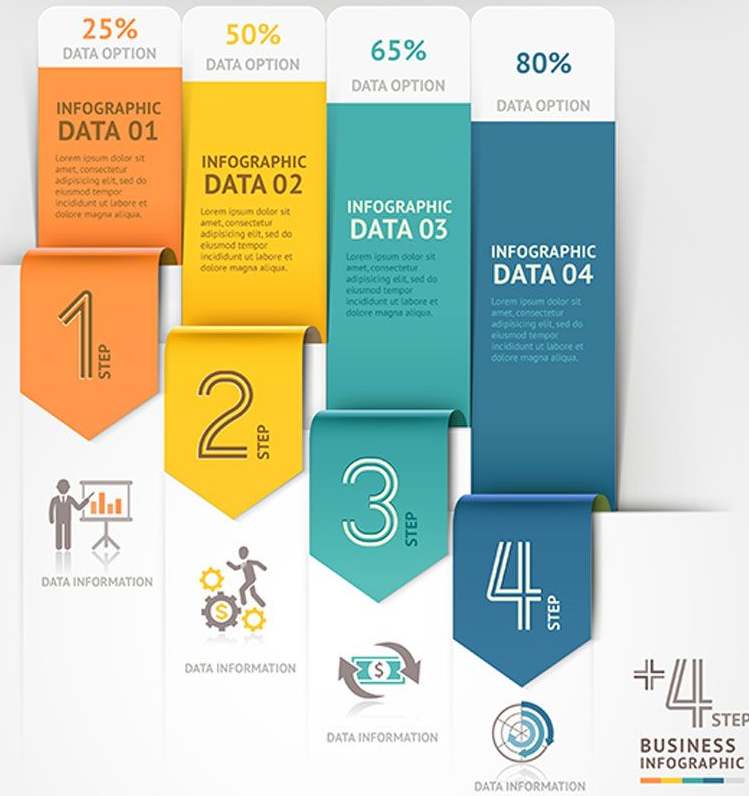 25%
DATA OPTION
INFOGRAPHIC
DATA 01
Lorem ipsum dolor sit
amet, consectetur
adipisicing elit, sed do
eiusmod tempor
incididunt ut labore et
dolore magna aliqua.
1
STEP
DATA INFORMATION
50%
DATA OPTION
INFOGRAPHIC
DATA 02
Lorem ipsum dolor sit
amet, consectetur
adipisicing elit, sed do
eiusmod tempor
incididunt ut labore et
dolore magna aliqua.
2
STEP
$
DATA INFORMATION
65%
DATA OPTION
INFOGRAPHIC
DATA 03
Lorem ipsum dolor sit
amet, consectetur
adipisicing elit, sed do
eiusmod tempor
incididunt ut labore et
dolore magna aliqua.
3
STEP
$
DATA INFORMATION
80%
DATA OPTION
INFOGRAPHIC
DATA 04
Lorem ipsum dolor sit
amet, consectetur
adipisicing elit, sed do
eiusmod tempor
incididunt ut labore et
dolore magna aliqua.
4
STEP
DATA INFORMATION
+4
STEP
BUSINESS
INFOGRAPHIC